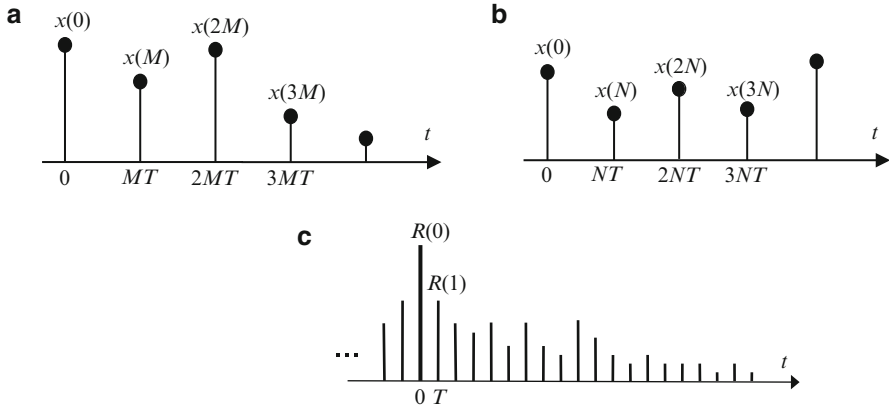 a
x(0)
x(M)
x(2M)
x(3M)
t
0 MT 2MT 3MT
b
x(0)
x(N)
x(2N)
x(3N)
t
0 NT 2NT 3NT
c
R(0)
R(1)
...
t
0 T